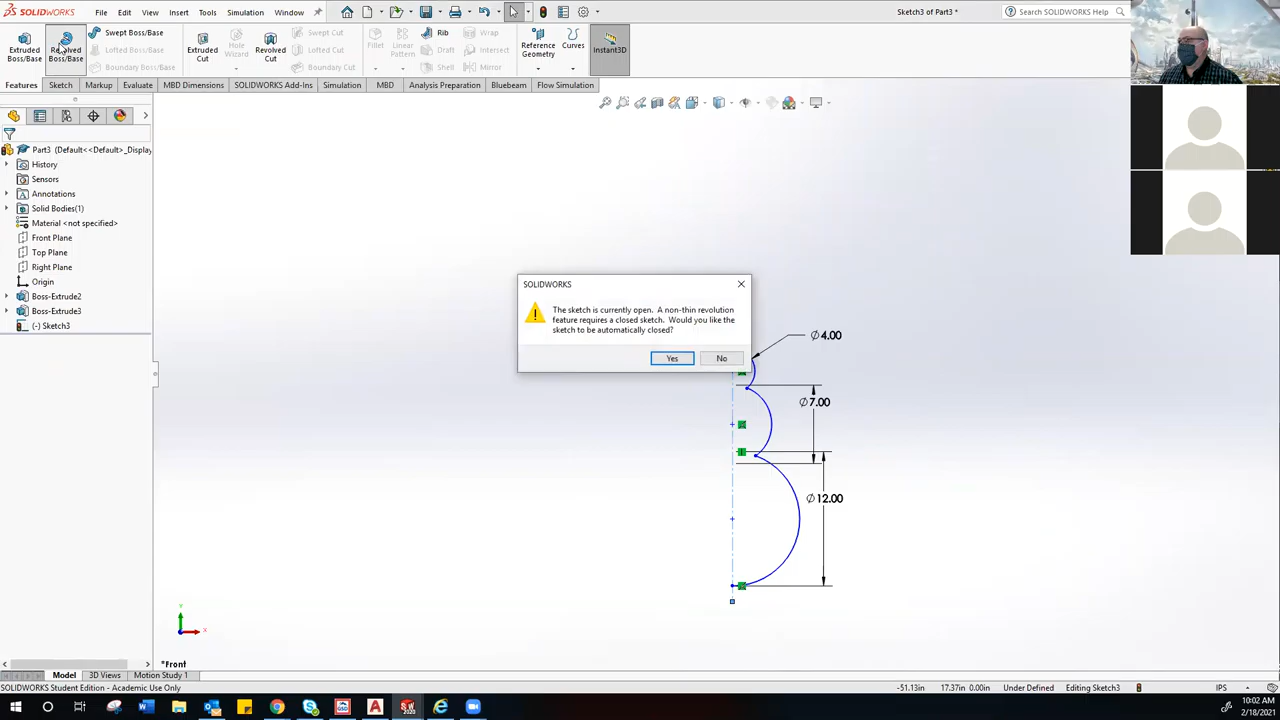 SOLIDWORKS File Edit View Insert Tools Simulation Window Sketch3 of Part3 * Search SOLIDWORKS Help
Extruded Boss/Base Revolved Boss/Base Swept Boss/Base Lofted Boss/Base Boundary Boss/Base Extruded Cut Hole Wizard Revolved Cut Swept Cut Lofted Cut Boundary Cut Fillet Linear Pattern Rib Draft Shell Wrap Intersect Mirror Reference Geometry Curves Instant3D
Features Sketch Markup Evaluate MBD Dimensions SOLIDWORKS Add-Ins Simulation MBD Analysis Preparation Bluebeam Flow Simulation
Part3 (Default<<Default>_Display
History
Sensors
Annotations
Solid Bodies(1)
Material <not specified>
Front Plane
Top Plane
Right Plane
Origin
Boss-Extrude2
Boss-Extrude3
(-) Sketch3
SOLIDWORKS
The sketch is currently open. A non-thin revolution
feature requires a closed sketch. Would you like the
sketch to be automatically closed?
Yes No
⌀4.00
⌀7.00
⌀12.00
Y
X
*Front
Model 3D Views Motion Study 1
SOLIDWORKS Student Edition - Academic Use Only -51.13in 17.37in 0.00in Under Defined Editing Sketch3 IPS
10:02 AM
2/18/2021